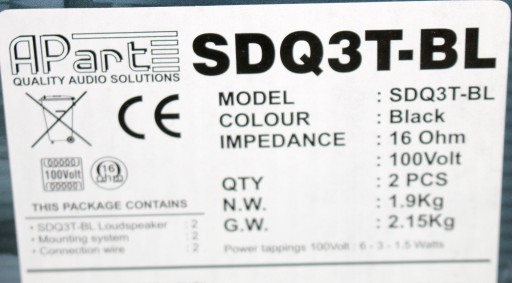 APart
SDQ3T-BL
QUALITY AUDIO SOLUTIONS
MODEL : SDQ3T-BL
COLOUR : Black
IMPEDANCE : 16 Ohm
: 100Volt
QTY : 2 PCS
N.W. : 1.9Kg
G.W. : 2.15Kg
Power tappings 100Volt : 6 - 3 - 1.5 Watts
CE
100Volt
16
THIS PACKAGE CONTAINS
• SDQ3T-BL Loudspeaker : 2
• Mounting system : 2
• Connection wire : 2